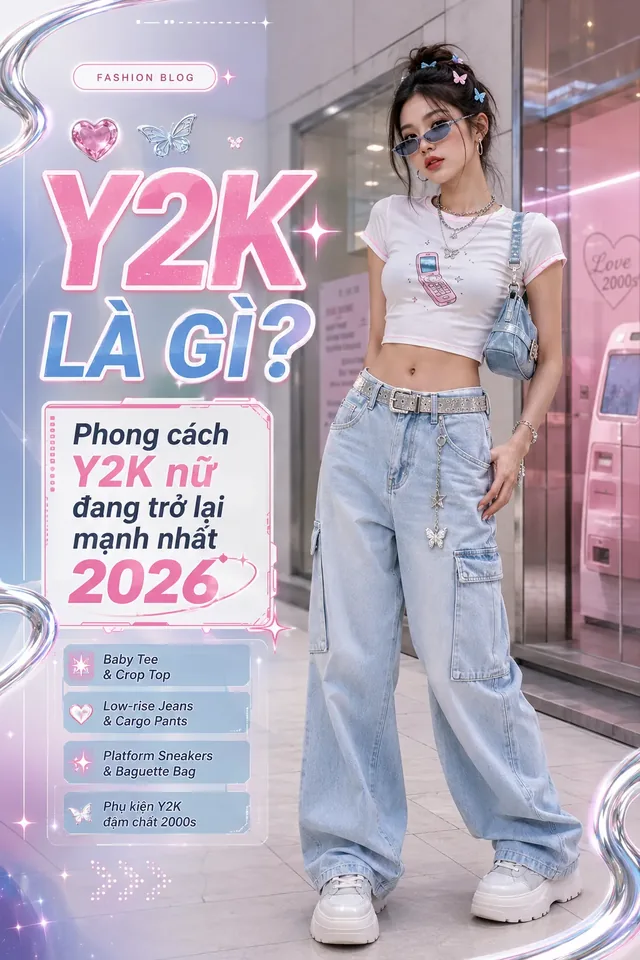 FASHION BLOG
Y2K
LÀ GÌ?
Phong cách
Y2K nữ
đang trở lại
mạnh nhất
2026
Baby Tee
& Crop Top
Low-rise Jeans
& Cargo Pants
Platform Sneakers
& Baguette Bag
Phụ kiện Y2K
đậm chất 2000s
Love
2000s